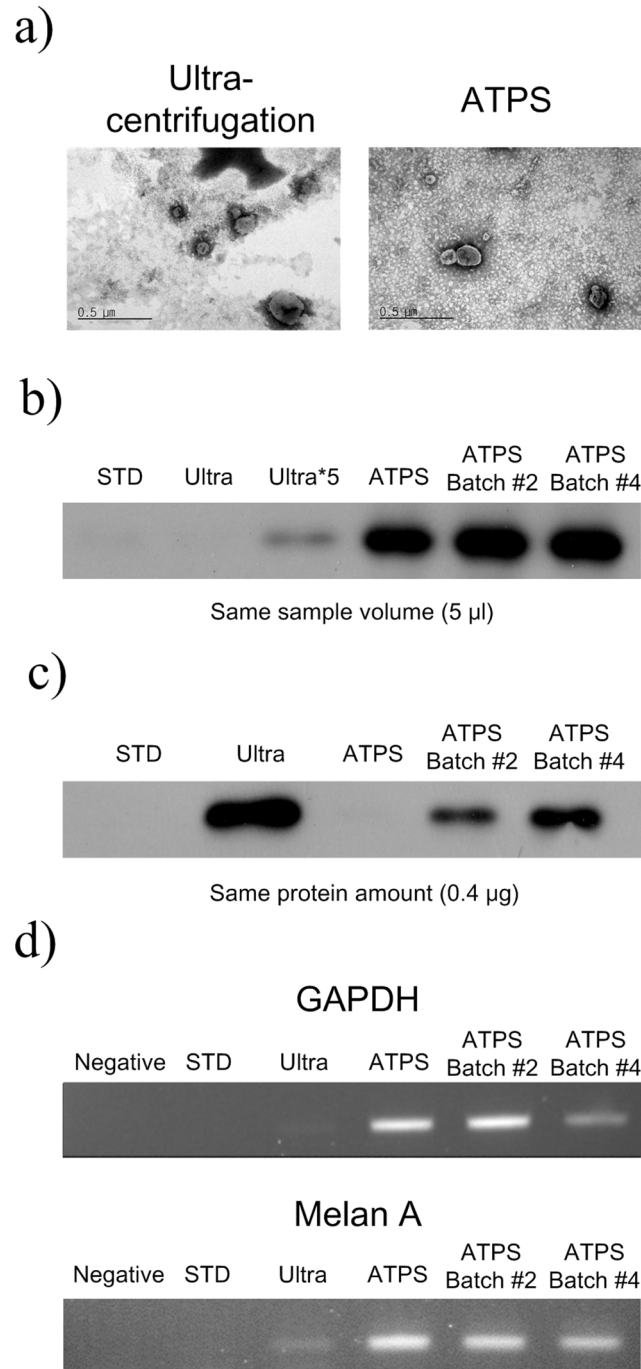 a)
Ultra-
centrifugation
ATPS
0.5 µm
0.5 µm
b)
STD Ultra Ultra*5 ATPS ATPS Batch #2 ATPS Batch #4
Same sample volume (5 µl)
c)
STD Ultra ATPS ATPS Batch #2 ATPS Batch #4
Same protein amount (0.4 µg)
d)
GAPDH
Negative STD Ultra ATPS ATPS Batch #2 ATPS Batch #4
Melan A
Negative STD Ultra ATPS ATPS Batch #2 ATPS Batch #4